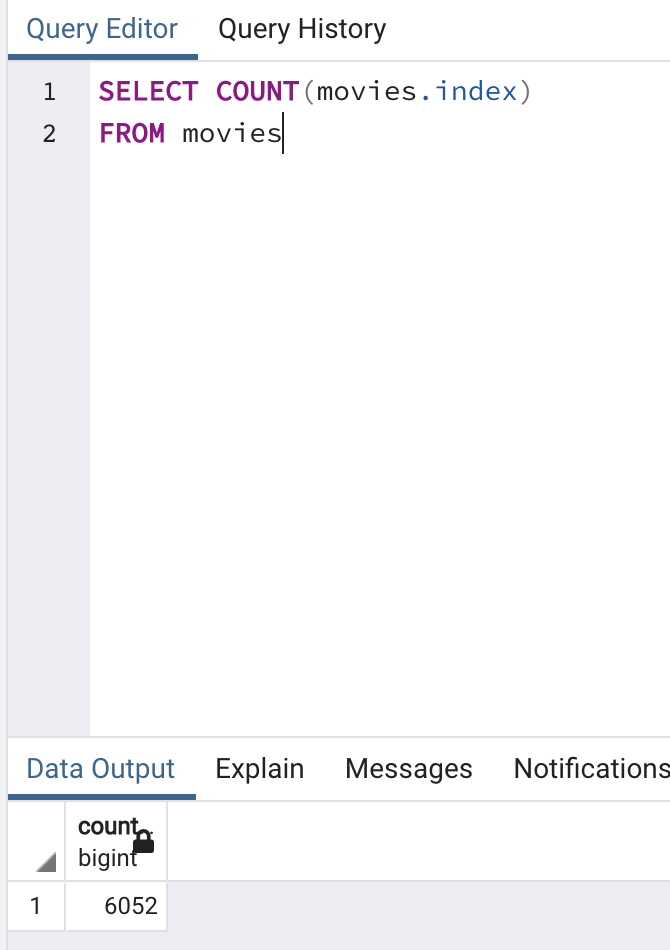 Query Editor Query History
1 SELECT COUNT(movies.index)
2 FROM movies
Data Output Explain Messages Notifications
count
bigint
1 6052